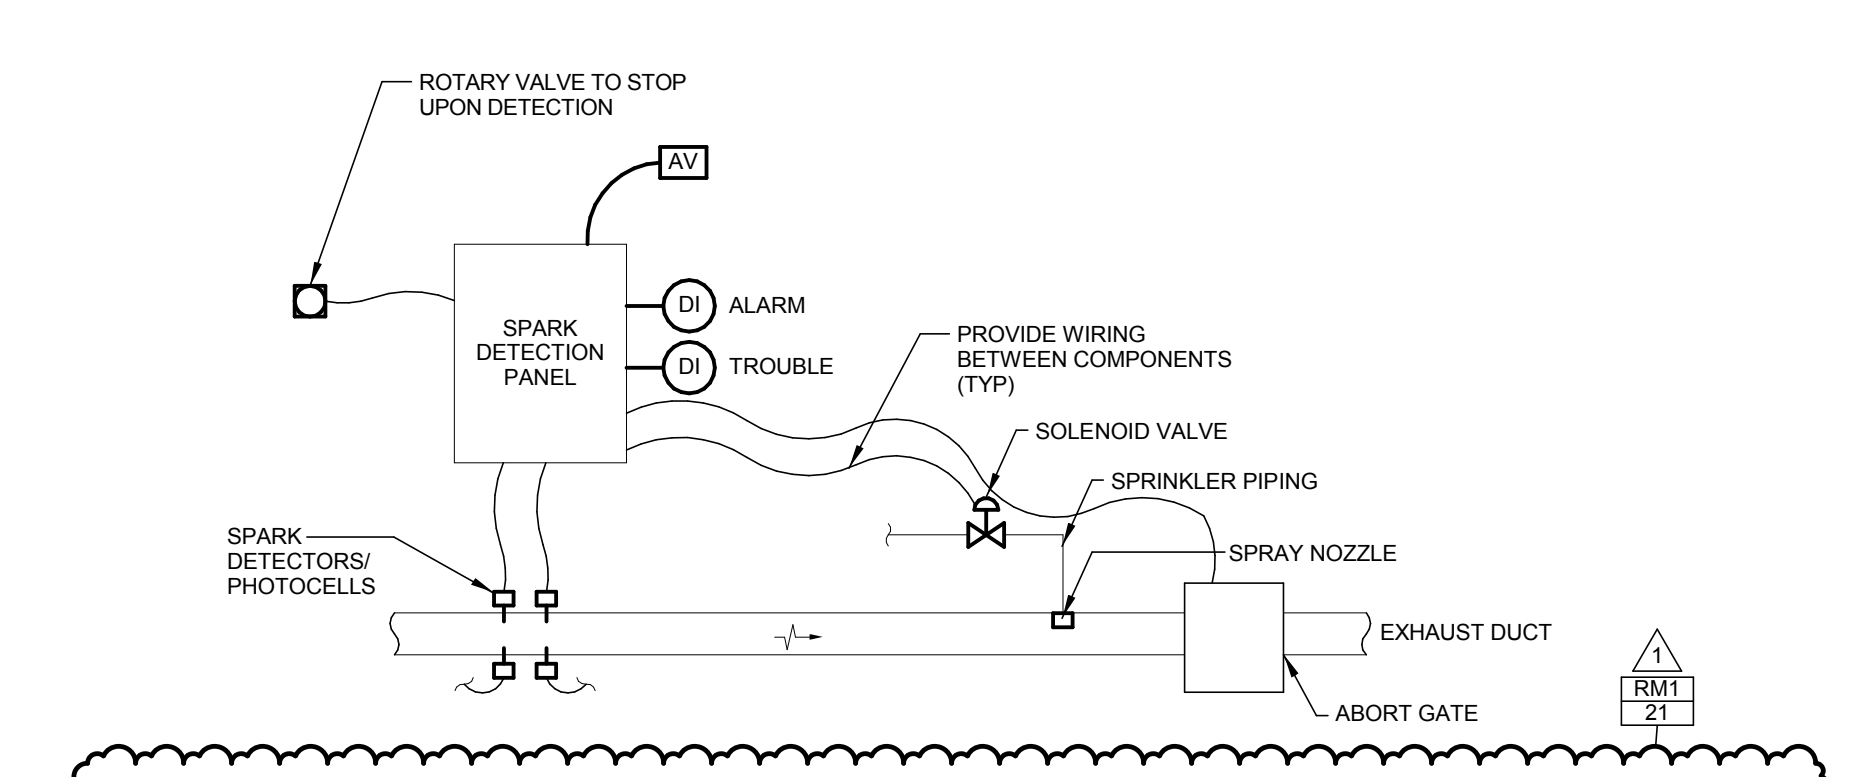 ROTARY VALVE TO STOP
UPON DETECTION
AV
SPARK
DETECTION
PANEL
DI
ALARM
DI
TROUBLE
PROVIDE WIRING
BETWEEN COMPONENTS
(TYP)
SOLENOID VALVE
SPRINKLER PIPING
SPARK
DETECTORS/
PHOTOCELLS
SPRAY NOZZLE
EXHAUST DUCT
ABORT GATE
1
RM1
21